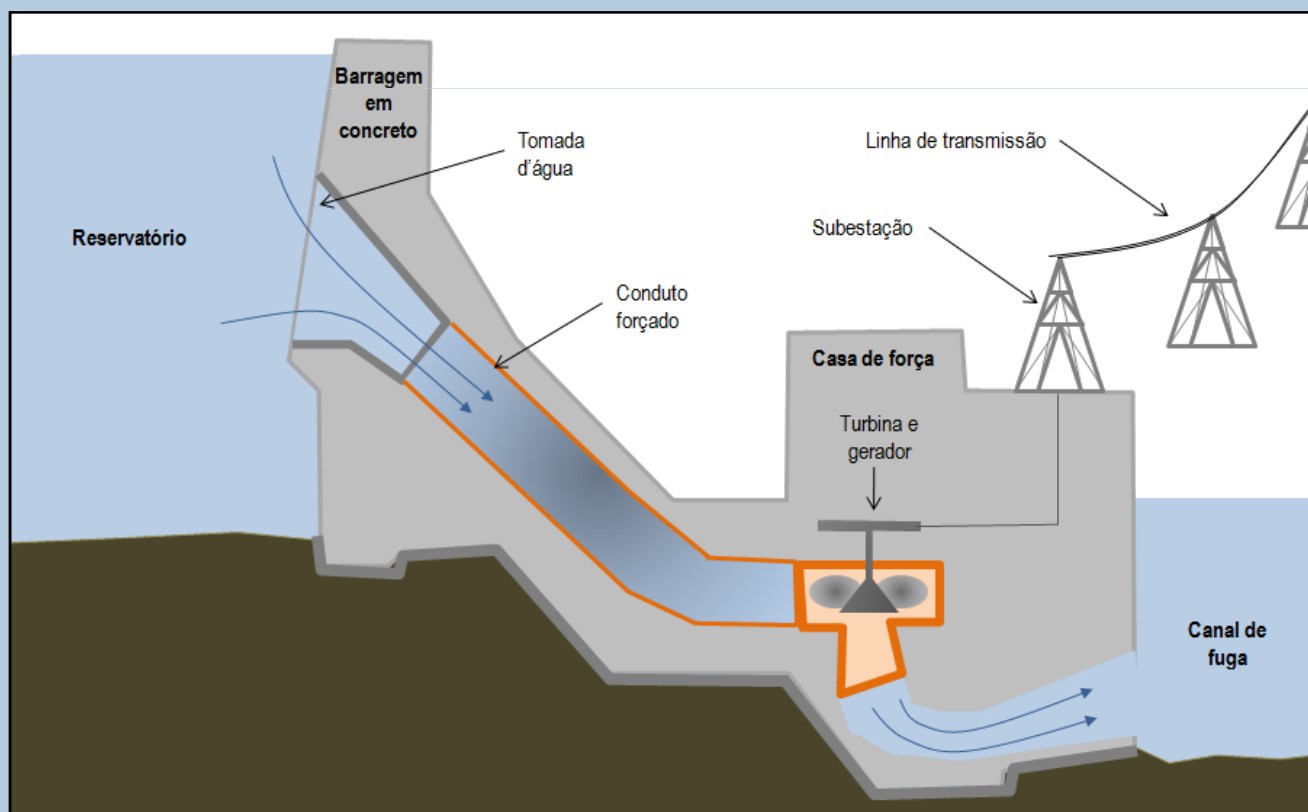 Barragem
em
concreto
Tomada
d'água
Linha de transmissão
Reservatório
Subestação
Conduto
forçado
Casa de força
Turbina e
gerador
Canal de
fuga